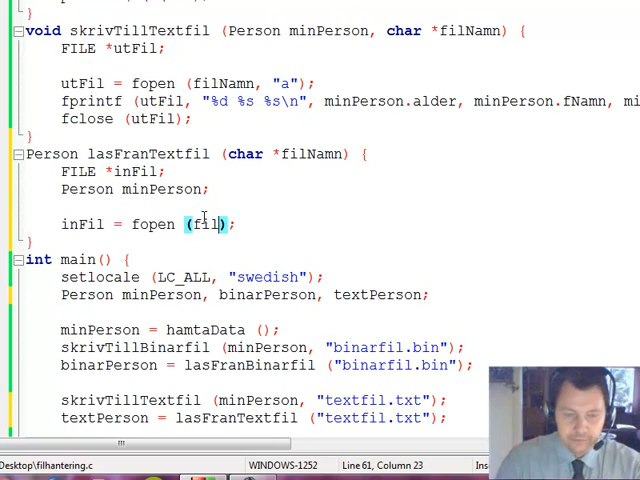 }
void skrivTillTextfil (Person minPerson, char *filNamn) {
FILE *utFil;
utFil = fopen (filNamn, "a");
fprintf (utFil, "%d %s %s\n", minPerson.alder, minPerson.fNamn, mi
fclose (utFil);
}
Person lasFranTextfil (char *filNamn) {
FILE *inFil;
Person minPerson;
inFil = fopen (fil);
}
int main() {
setlocale (LC_ALL, "swedish");
Person minPerson, binarPerson, textPerson;
minPerson = hamtaData ();
skrivTillBinarfil (minPerson, "binarfil.bin");
binarPerson = lasFranBinarfil ("binarfil.bin");
skrivTillTextfil (minPerson, "textfil.txt");
textPerson = lasFranTextfil ("textfil.txt");
Desktop\filhantering.c WINDOWS-1252 Line 61, Column 23 Inse